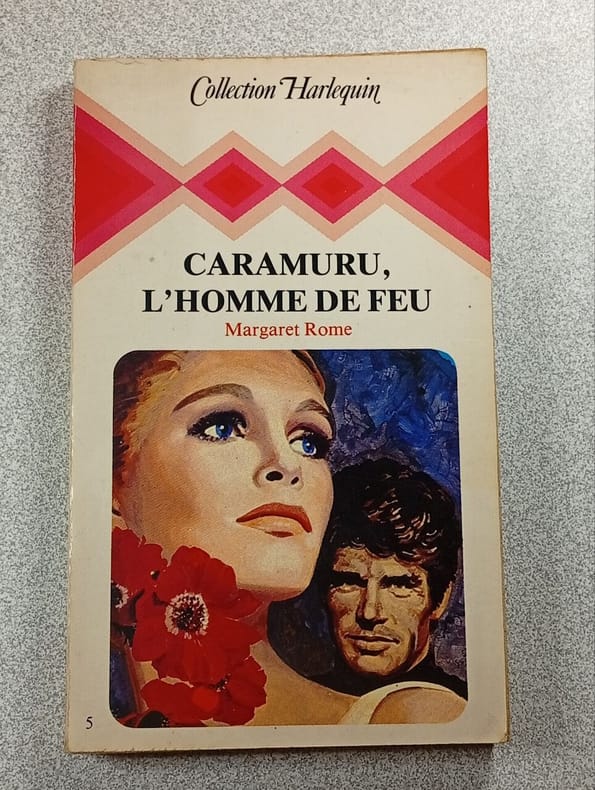 Collection Harlequin
CARAMURU,
L'HOMME DE FEU
Margaret Rome
5